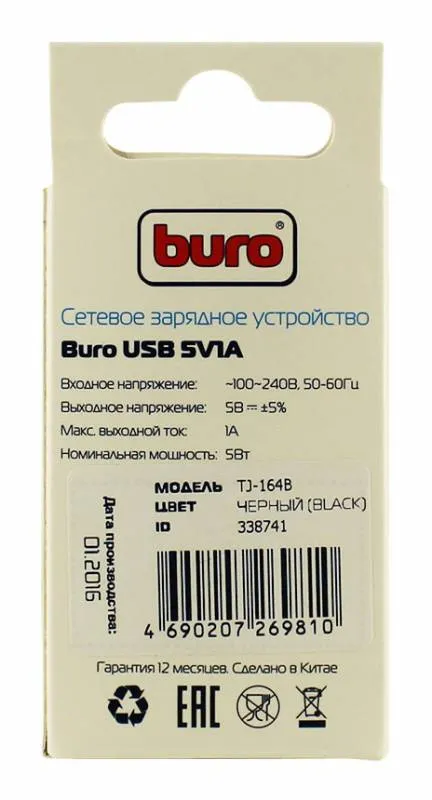 buro®
Сетевое зарядное устройство
Buro USB 5V1A
Входное напряжение: ~100~240В, 50-60Гц
Выходное напряжение: 5В ⎓ ±5%
Макс. выходной ток: 1А
Номинальная мощность: 5Вт
МОДЕЛЬ TJ-164B
ЦВЕТ ЧЕРНЫЙ (BLACK)
ID 338741
Дата производства:
01.2016
4 690207 269810
Гарантия 12 месяцев. Сделано в Китае
EAC